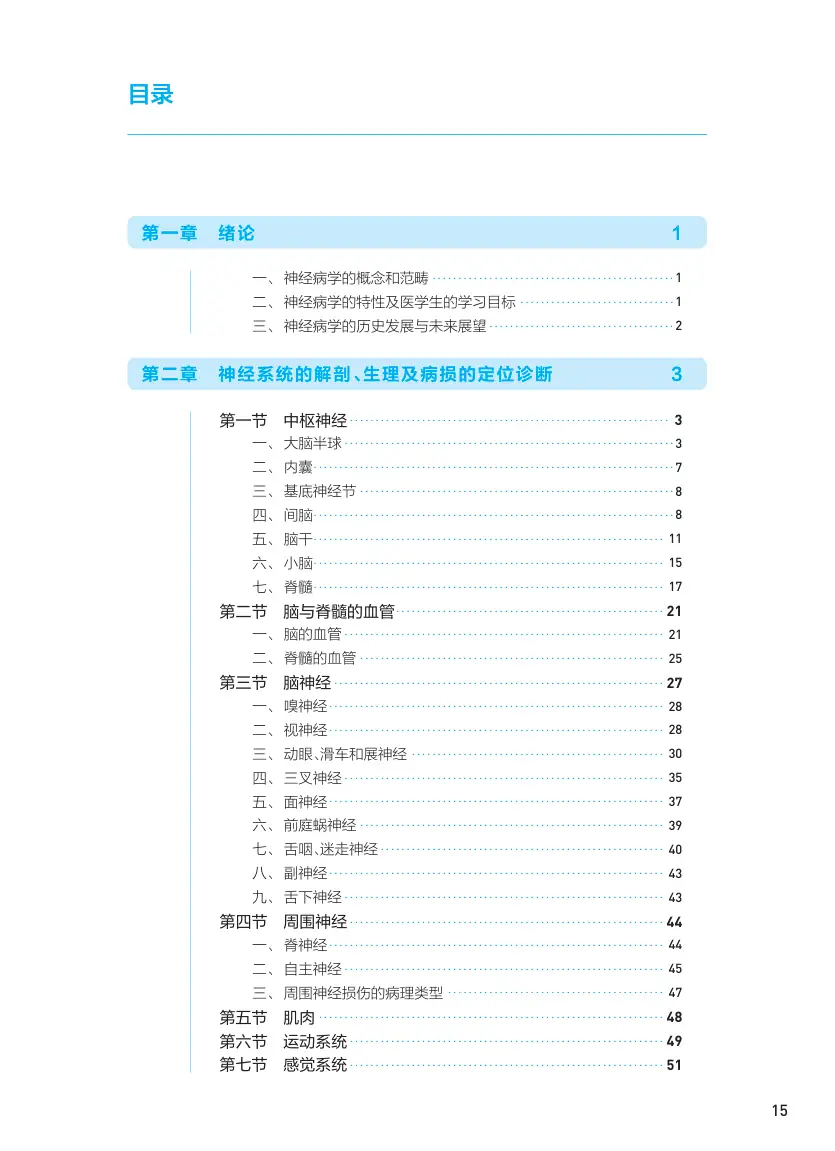 目录
第一章 绪论 1
一、神经病学的概念和范畴 1
二、神经病学的特性及医学生的学习目标 1
三、神经病学的历史发展与未来展望 2
第二章 神经系统的解剖、生理及病损的定位诊断 3
第一节 中枢神经 3
一、大脑半球 3
二、内囊 7
三、基底神经节 8
四、间脑 8
五、脑干 11
六、小脑 15
七、脊髓 17
第二节 脑与脊髓的血管 21
一、脑的血管 21
二、脊髓的血管 25
第三节 脑神经 27
一、嗅神经 28
二、视神经 28
三、动眼、滑车和展神经 30
四、三叉神经 35
五、面神经 37
六、前庭蜗神经 39
七、舌咽、迷走神经 40
八、副神经 43
九、舌下神经 43
第四节 周围神经 44
一、脊神经 44
二、自主神经 45
三、周围神经损伤的病理类型 47
第五节 肌肉 48
第六节 运动系统 49
第七节 感觉系统 51
15